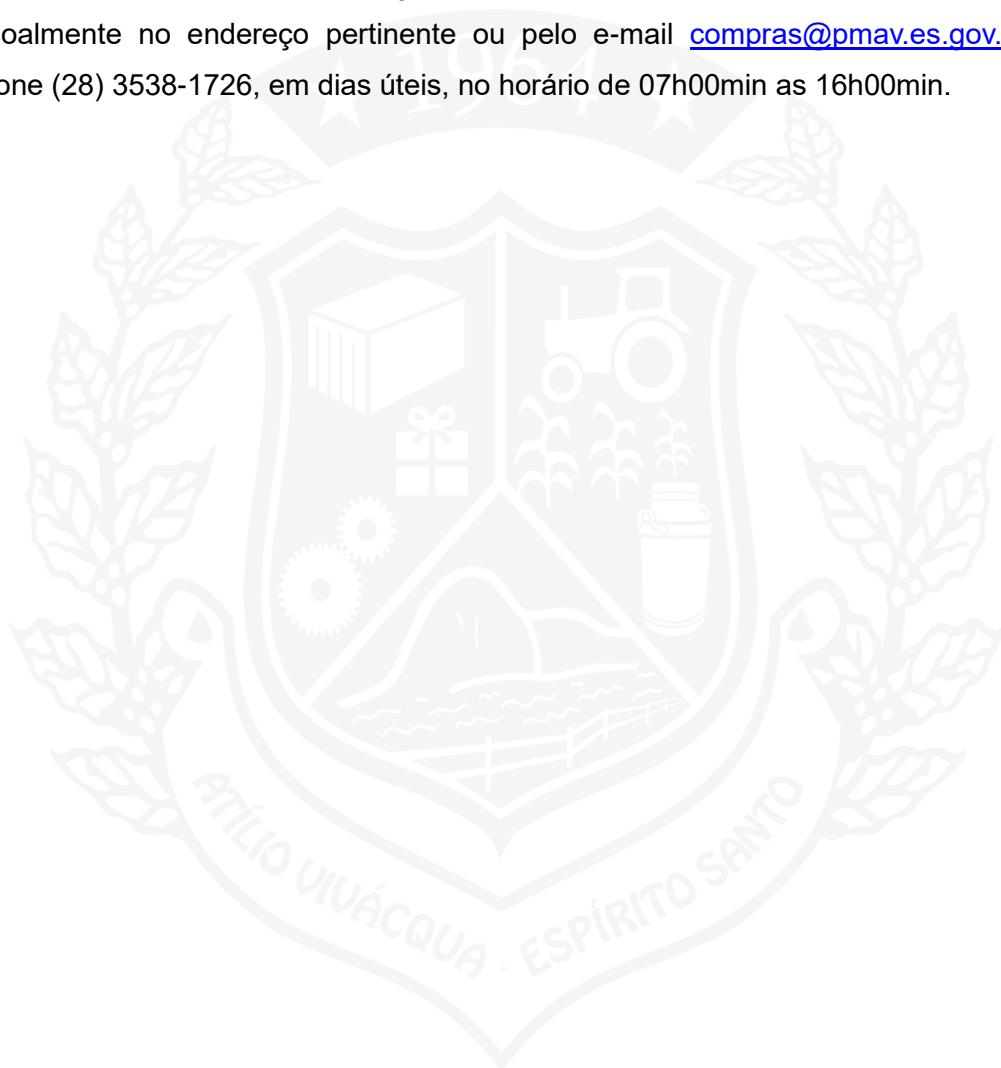 soalmente no endereço pertinente ou pelo e-mail compras@pmav.es.gov.
one (28) 3538-1726, em dias úteis, no horário de 07h00min as 16h00min.
1964
ATÍLIO VIVÁCQUA · ESPÍRITO SANTO